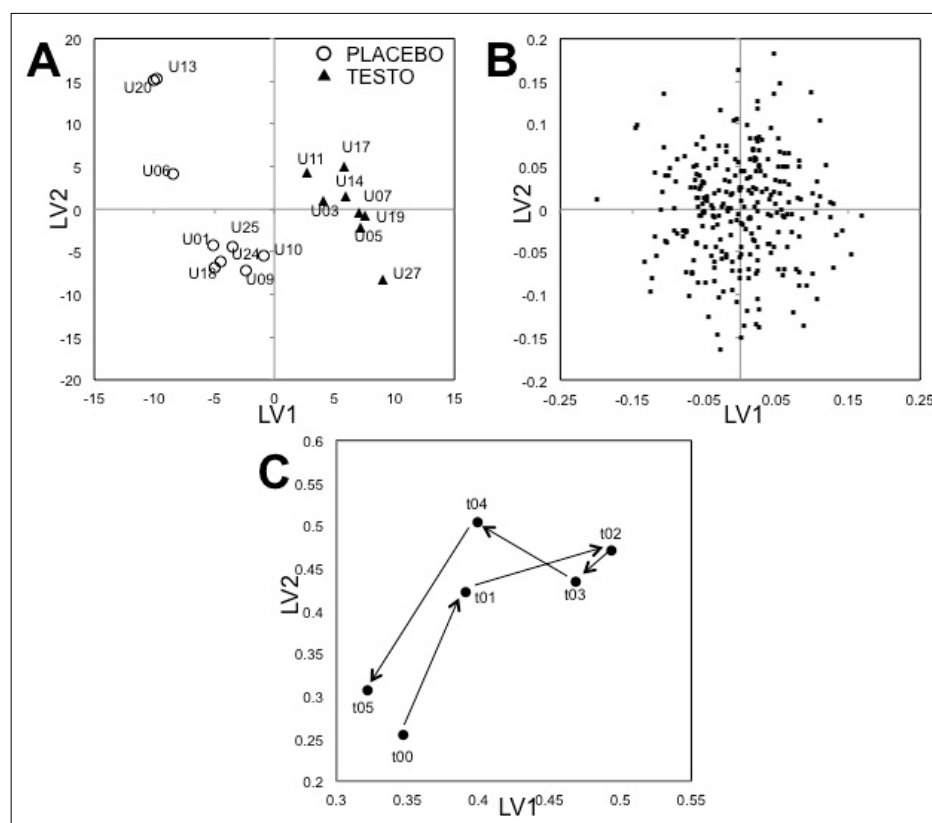 A
PLACEBO
TESTO
20
15
10
5
0
-5
-10
-15
-20
LV2
U13
U20
U06
U11
U17
U14
U07
U03
U19
U05
U01
U25
U24
U10
U18
U09
U27
-15
-10
-5
0
5
10
15
LV1
B
0.2
0.15
0.1
0.05
0
-0.05
-0.1
-0.15
-0.2
LV2
-0.25
-0.15
-0.05
0.05
0.15
0.25
LV1
C
0.6
0.55
0.5
0.45
0.4
0.35
0.3
0.25
0.2
LV2
t04
t02
t01
t03
t05
t00
0.3
0.35
0.4
0.45
0.5
0.55
LV1